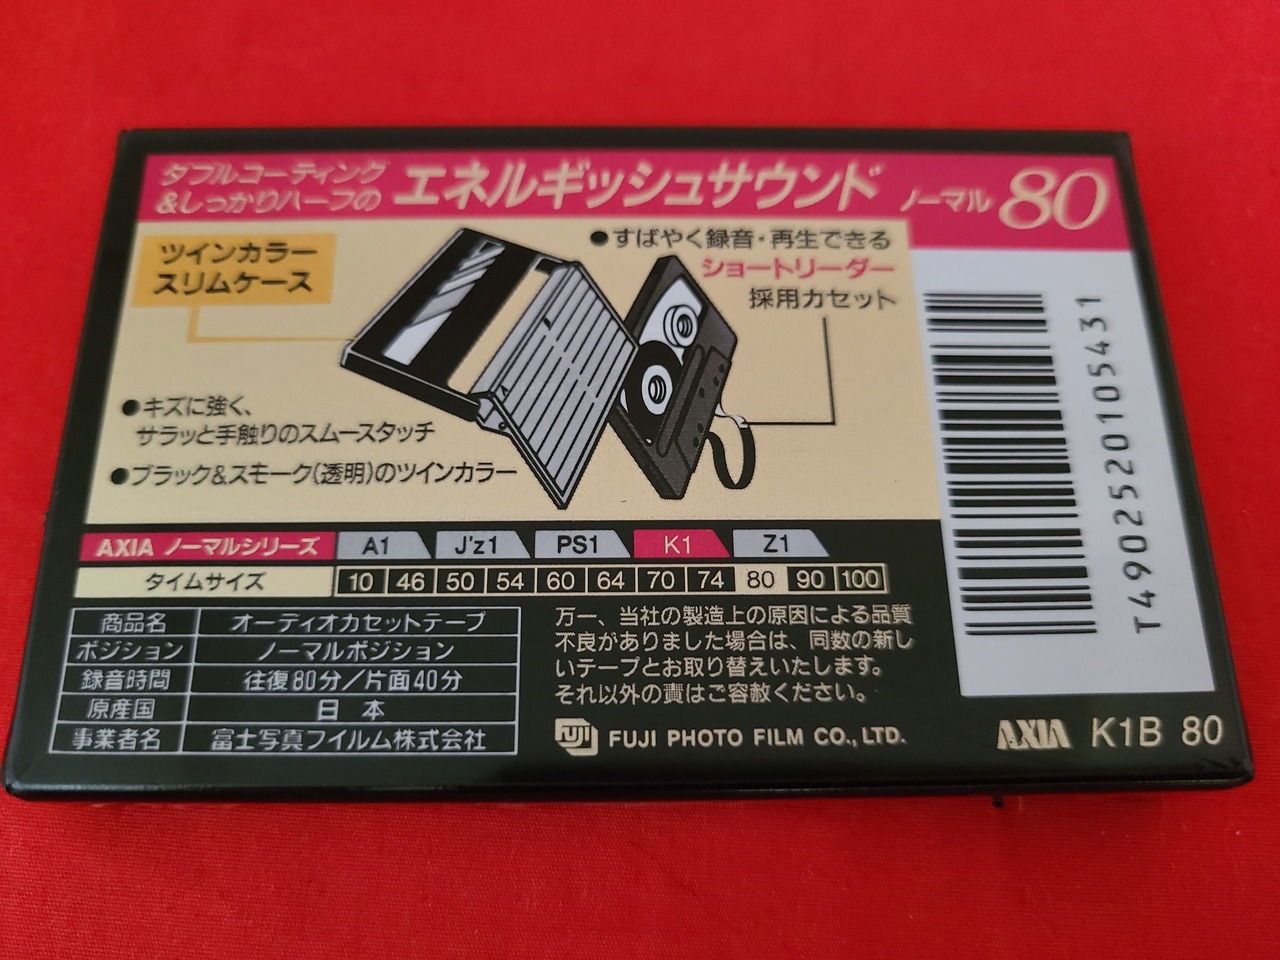 ダブルコーティング
&しっかりハーフの エネルギッシュサウンド ノーマル 80
ツインカラー
スリムケース
●すばやく録音・再生できる
ショートリーダー
採用カセット
●キズに強く、
サラッと手触りのスムースタッチ
●ブラック&スモーク(透明)のツインカラー
T4902520105431
AXIA ノーマルシリーズ A1 J'z1 PS1 K1 Z1
タイムサイズ 10 46 50 54 60 64 70 74 80 90 100
商品名 オーディオカセットテープ
ポジション ノーマルポジション
録音時間 往復80分/片面40分
原産国 日本
事業者名 富士写真フイルム株式会社
万一、当社の製造上の原因による品質
不良がありました場合は、同数の新し
いテープとお取り替えいたします。
それ以外の責はご容赦ください。
FUJI FUJI PHOTO FILM CO., LTD.
AXIA K1B 80